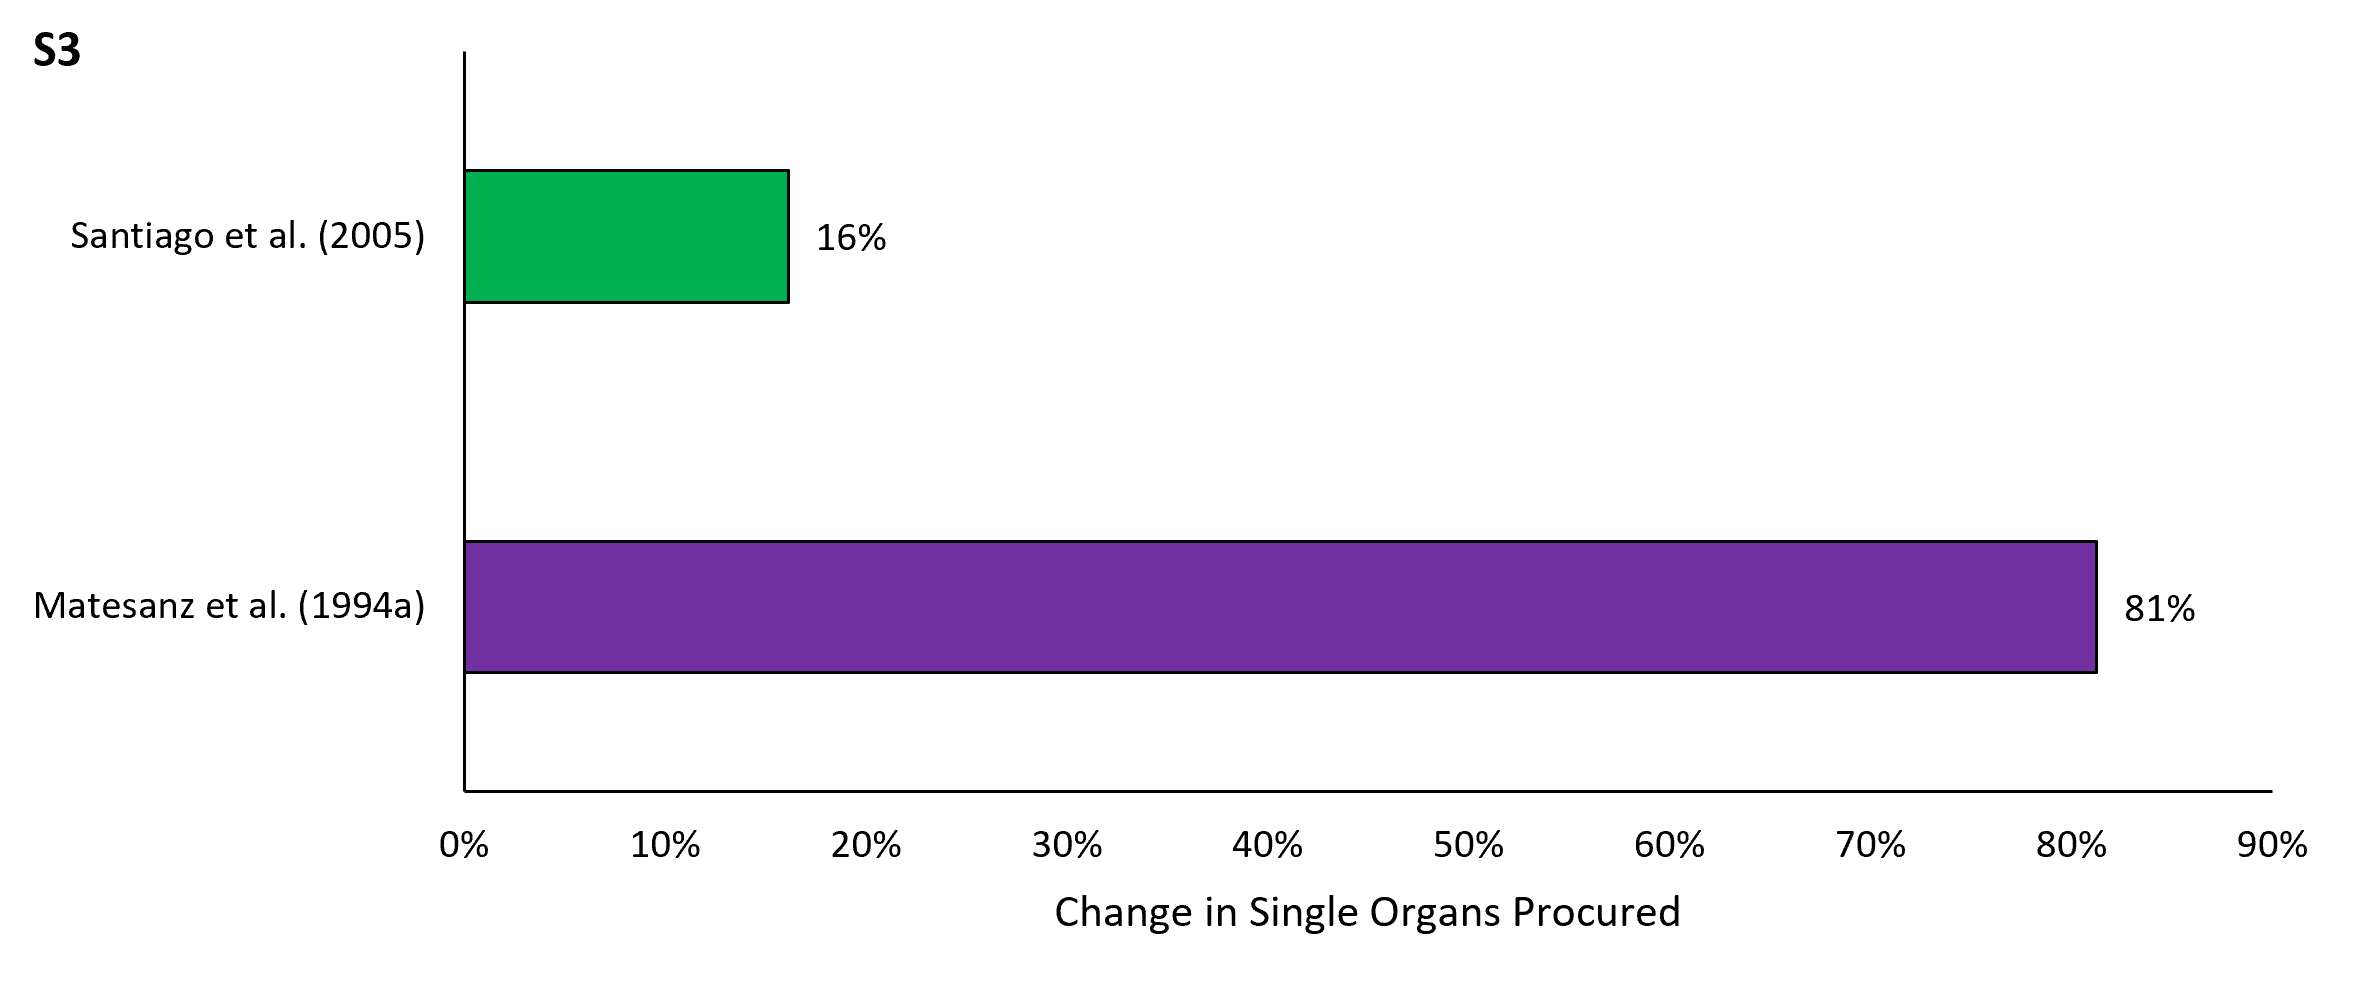 S3
Santiago et al. (2005)
16%
Matesanz et al. (1994a)
81%
0% 10% 20% 30% 40% 50% 60% 70% 80% 90%
Change in Single Organs Procured